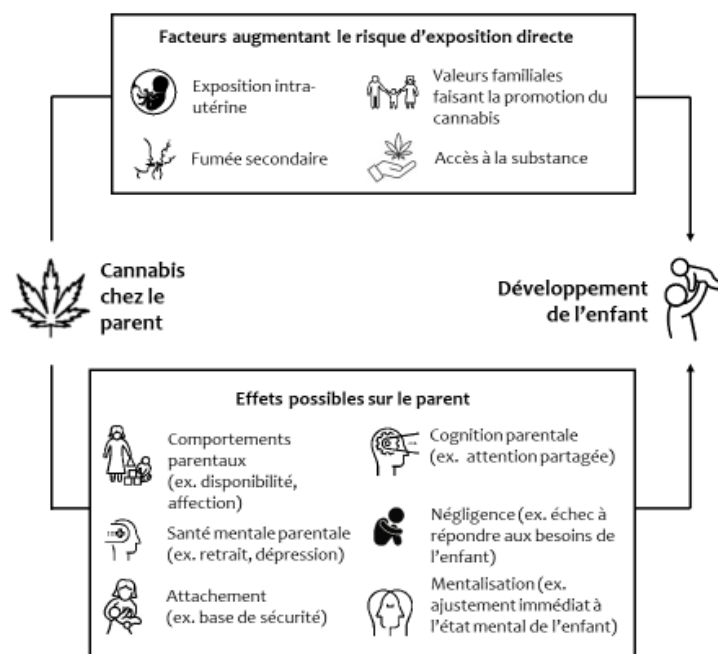 Facteurs augmentant le risque d'exposition directe
Exposition intra-
utérine
Valeurs familiales
faisant la promotion du
cannabis
Fumée secondaire
Accès à la substance
Cannabis
chez le
parent
Développement
de l'enfant
Effets possibles sur le parent
Comportements
parentaux
(ex. disponibilité,
affection)
Cognition parentale
(ex. attention partagée)
Santé mentale parentale
(ex. retrait, dépression)
Négligence (ex. échec à
répondre aux besoins de
l'enfant)
Attachement
(ex. base de sécurité)
Mentalisation (ex.
ajustement immédiat à
l'état mental de l'enfant)